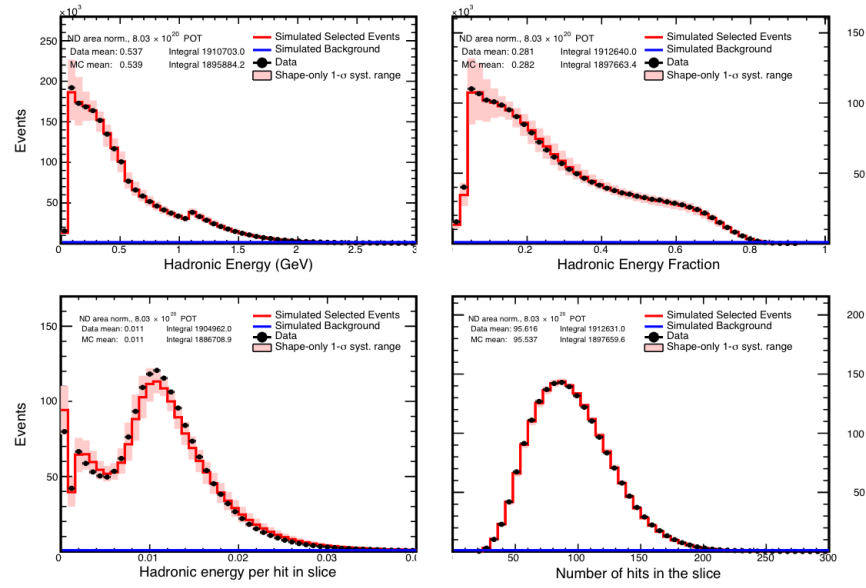 ×10³
ND area norm., 8.03 × 10²⁰ POT
Data mean: 0.537 Integral 1910703.0
MC mean: 0.539 Integral 1895884.2
Simulated Selected Events
Simulated Background
Data
Shape-only 1-σ syst. range
Events
250
200
150
100
50
0
0 0.5 1 1.5 2 2.5 3
Hadronic Energy (GeV)
×10³
ND area norm., 8.03 × 10²⁰ POT
Data mean: 0.281 Integral 1912640.0
MC mean: 0.282 Integral 1897663.4
Simulated Selected Events
Simulated Background
Data
Shape-only 1-σ syst. range
150
100
50
0.2 0.4 0.6 0.8 1
Hadronic Energy Fraction
ND area norm., 8.03 × 10²⁰ POT
Data mean: 0.011 Integral 1904962.0
MC mean: 0.011 Integral 1886708.9
Simulated Selected Events
Simulated Background
Data
Shape-only 1-σ syst. range
Events
150
100
50
0
0 0.01 0.02
Hadronic energy per hit in slice
ND area norm., 8.03 × 10²⁰ POT
Data mean: 95.616 Integral 1912631.0
MC mean: 95.537 Integral 1897659.6
Simulated Selected Events
Simulated Background
Data
Shape-only 1-σ syst. range
200
150
100
50
50 100 150 200 250 300
Number of hits in the slice